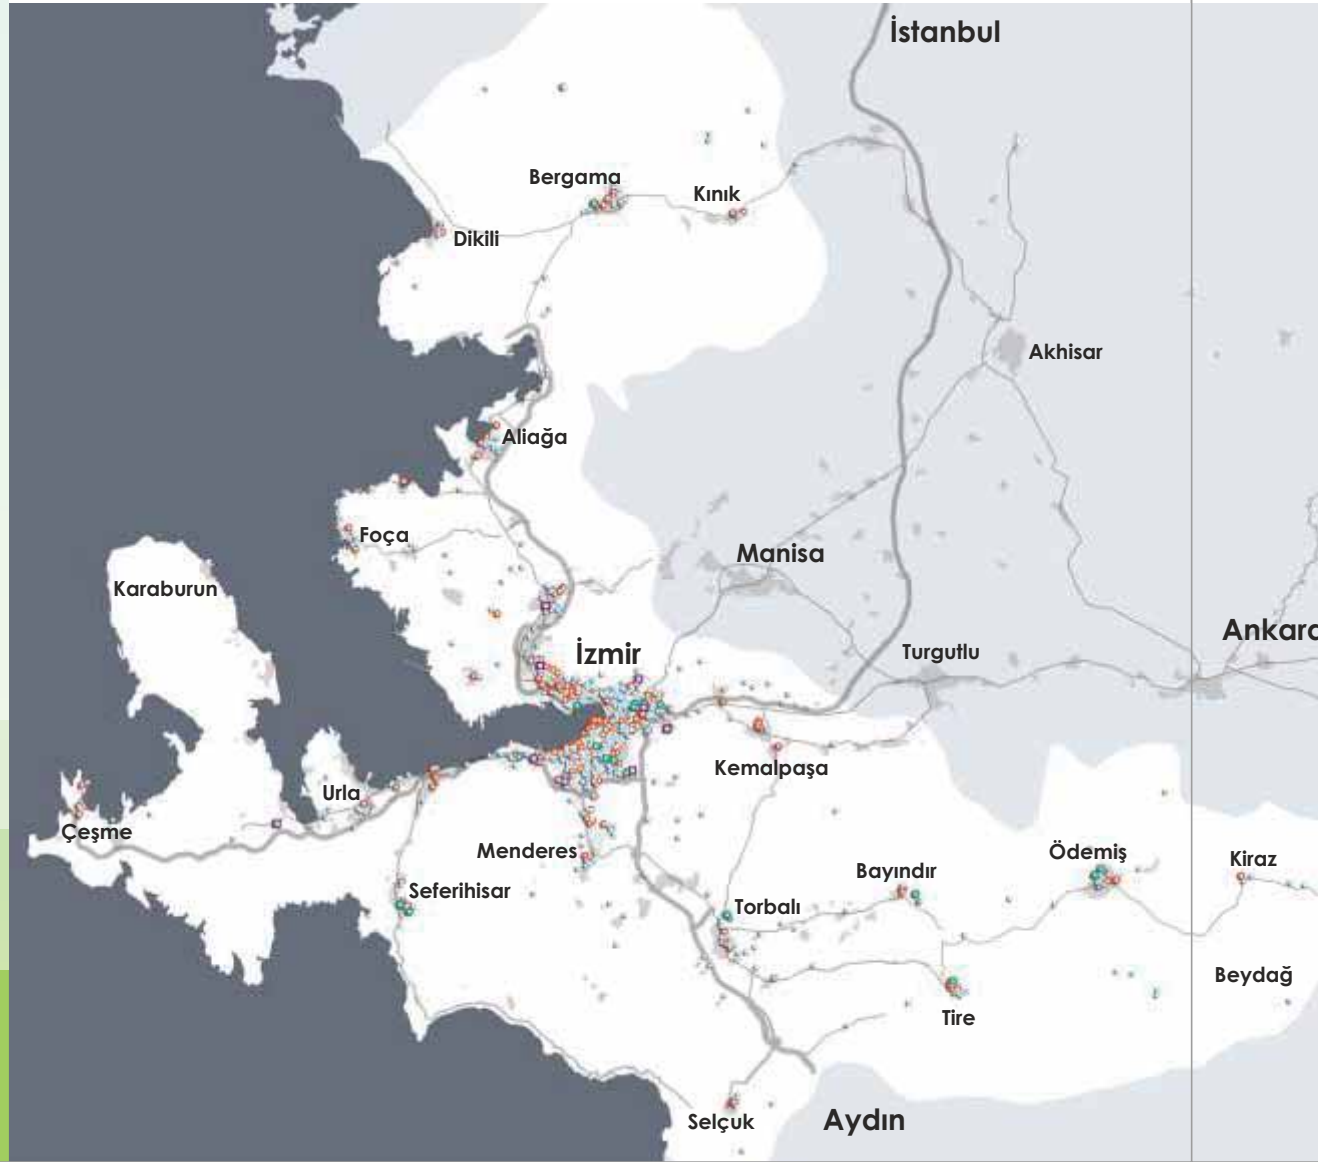 İstanbul
Bergama
Kınık
Dikili
Akhisar
Aliağa
Foça
Manisa
Karaburun
Ankara
İzmir
Turgutlu
Kemalpaşa
Urla
Çeşme
Menderes
Ödemiş
Kiraz
Bayındır
Seferihisar
Torbalı
Beydağ
Tire
Selçuk
Aydın